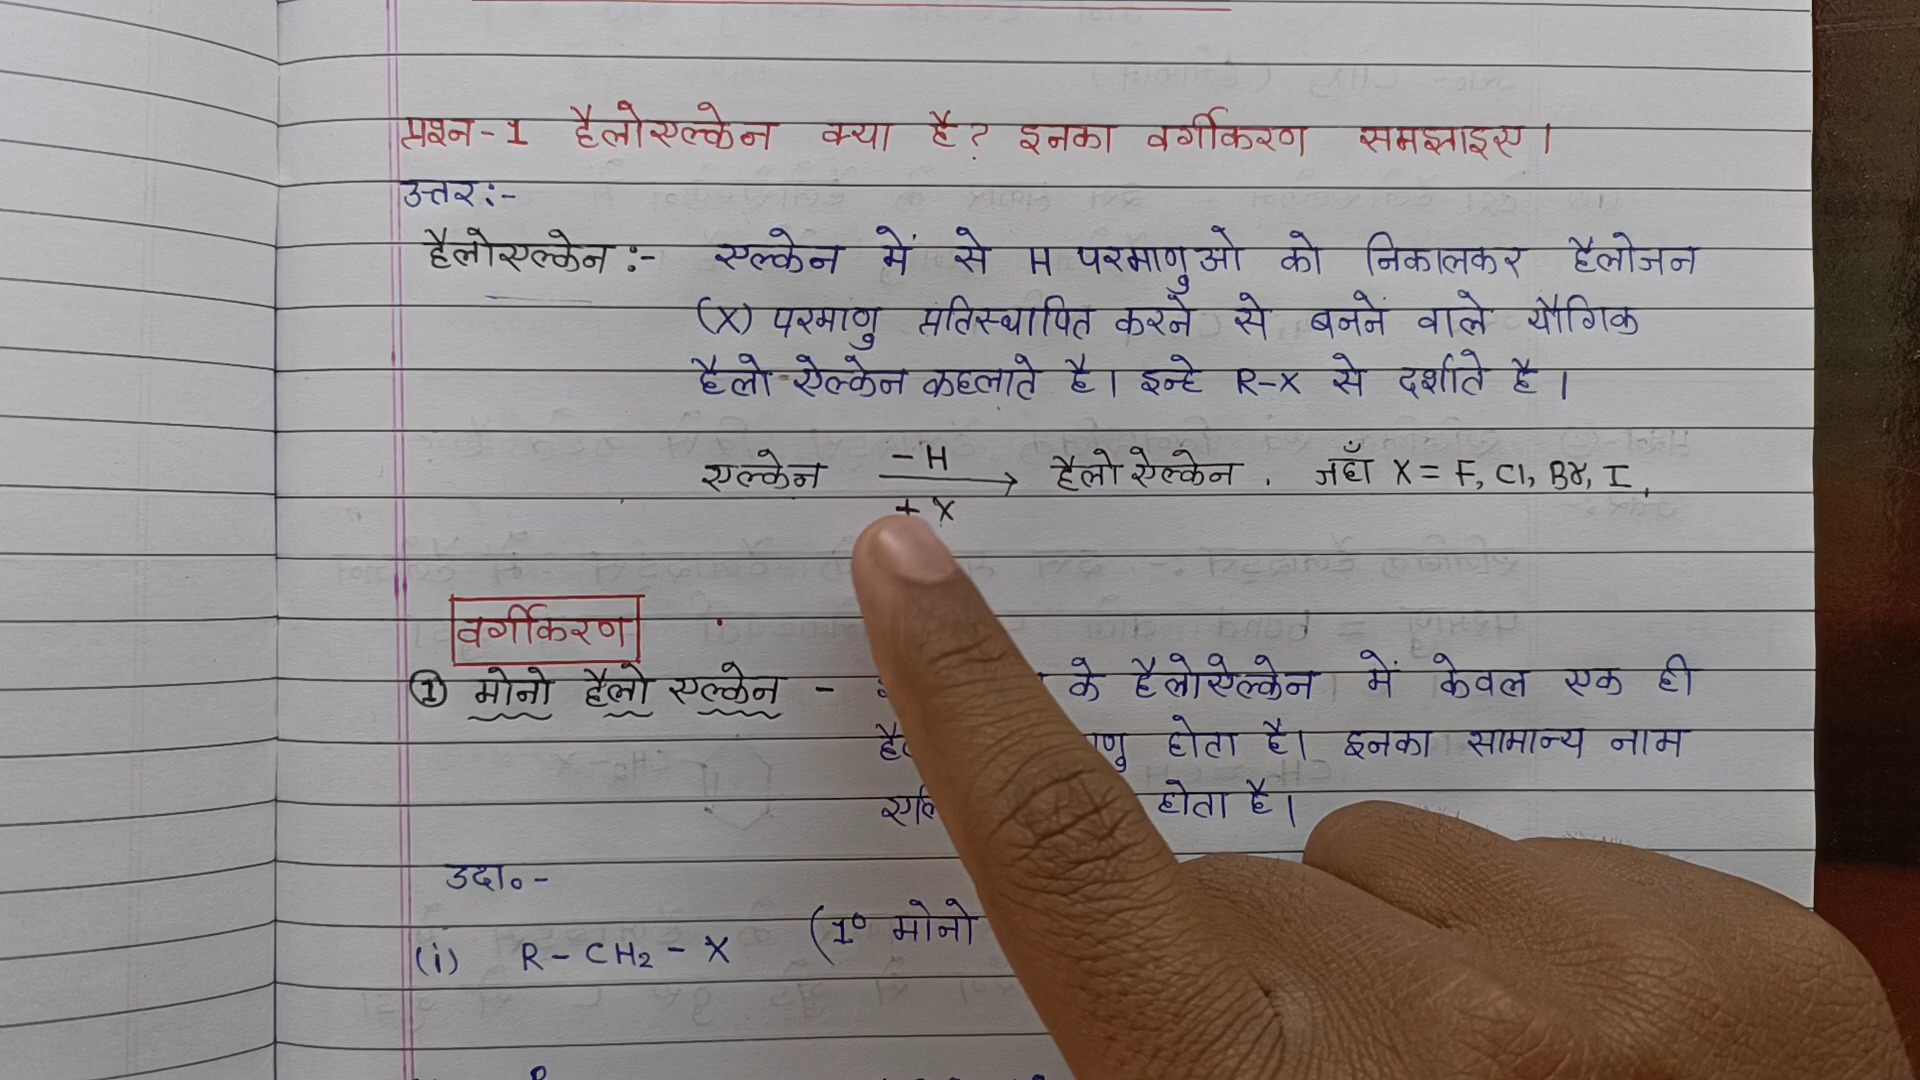 प्रश्न-1 हैलोएल्केन क्या है? इनका वर्गीकरण समझाइए।
उत्तर:-
हैलोएल्केन:- एल्केन में से H परमाणुओ को निकालकर हैलोजन
(X) परमाणु प्रतिस्थापित करने से बनने वाले यौगिक
हैलो-ऐल्केन कहलाते है। इन्हे R-X से दर्शाते है।
एल्केन -H हैलोऐल्केन. जहाँ X = F, Cl, Br, I,
+X
वर्गीकरण
① मोनो हैलो एल्केन - के हैलोऐल्केन में केवल एक ही
होता है। इनका सामान्य नाम
होता है।
उदा०-
(i) R - CH2 - X (1° मोनो